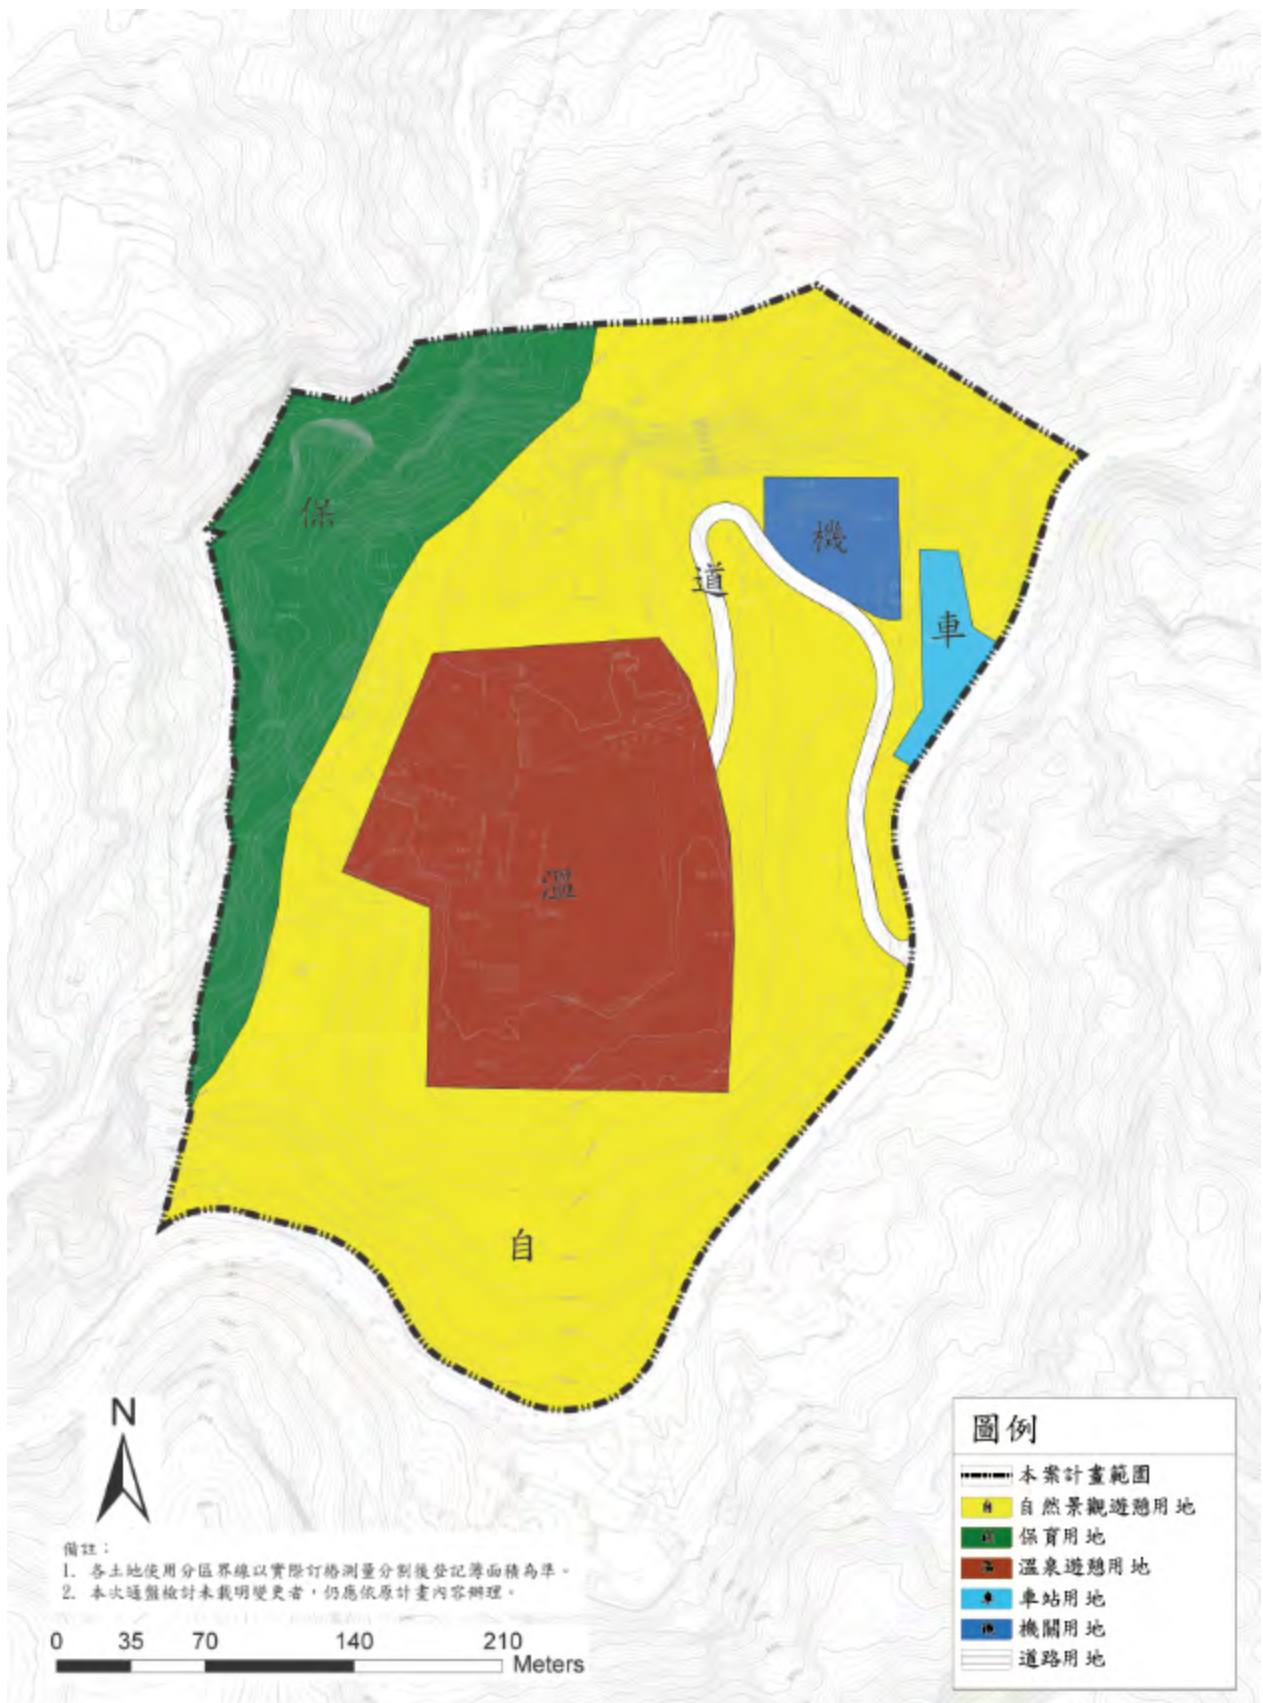 保
機
道
車
溫
自
N
圖例
本案計畫範圍
自 自然景觀遊憩用地
保育用地
溫泉遊憩用地
車 車站用地
機 機關用地
道路用地
備註：
1. 各土地使用分區界線以實際訂樁測量分割後登記簿面積為準。
2. 本次通盤檢討未載明變更者，仍應依原計畫內容辦理。
0 35 70 140 210
Meters